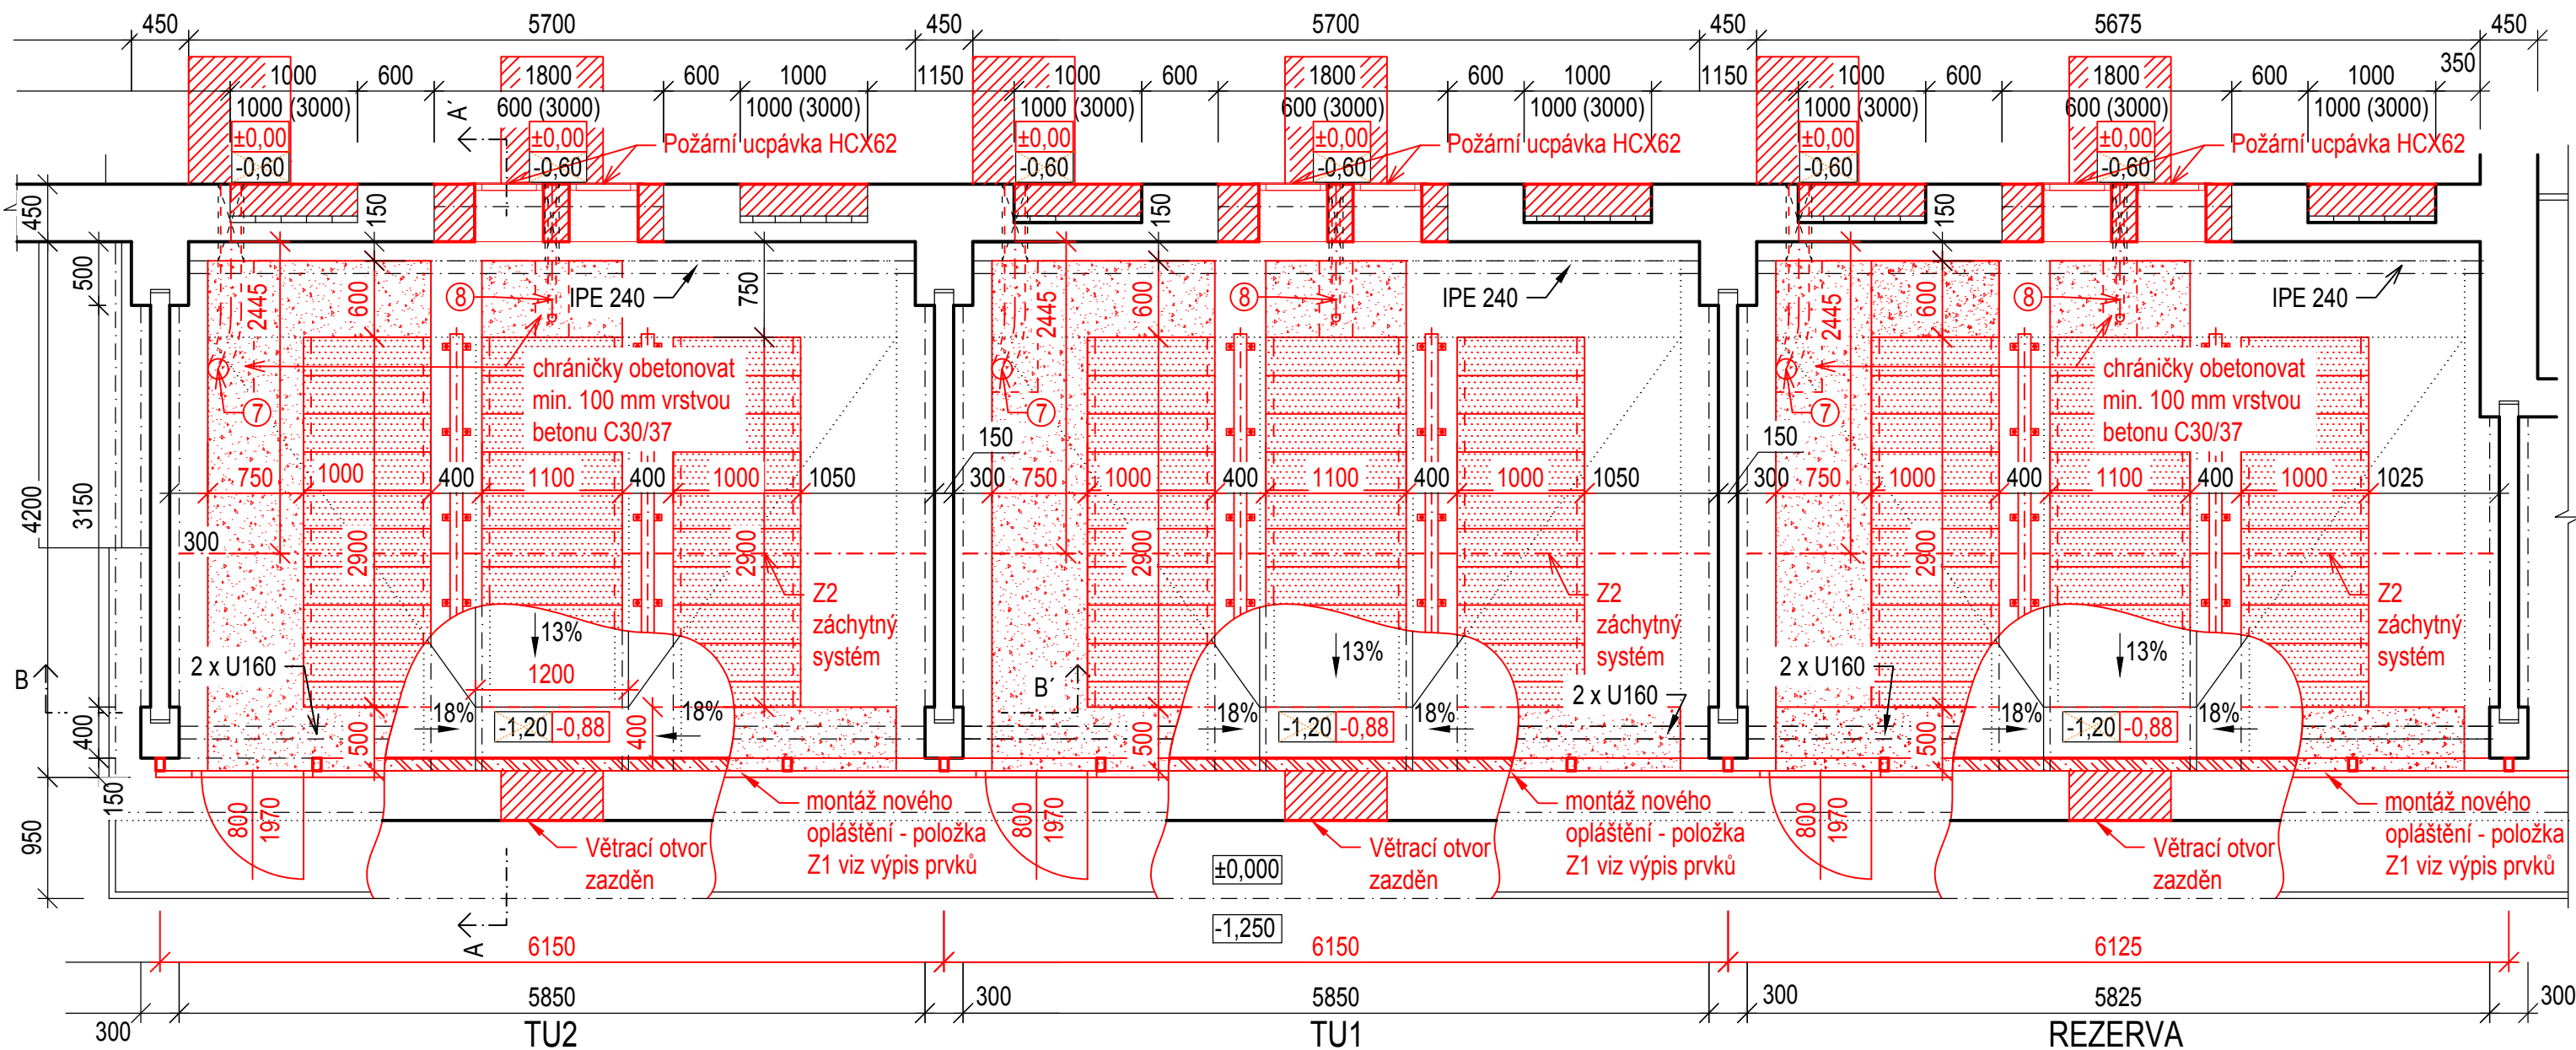 450 5700 450 5700 450 5675 450
1000 600 1800 600 1000 1150 1000 600 1800 600 1000 1150 1000 600 1800 600 1000 350
1000 (3000) 600 (3000) 1000 (3000) 1000 (3000) 600 (3000) 1000 (3000) 1000 (3000) 600 (3000) 1000 (3000)
A´
±0,00 ±0,00 ±0,00 ±0,00 ±0,00 ±0,00
Požární ucpávka HCX62 Požární ucpávka HCX62 Požární ucpávka HCX62
-0,60 -0,60 -0,60 -0,60 -0,60 -0,60
450 150 150 150
500 2445 600 8 IPE 240 750 2445 600 8 IPE 240 2445 600 8 IPE 240
chráničky obetonovat
min. 100 mm vrstvou
betonu C30/37
chráničky obetonovat
min. 100 mm vrstvou
betonu C30/37
7 7 7
150 150
750 1000 400 1100 400 1000 1050 300 750 1000 400 1100 400 1000 1050 300 750 1000 400 1100 400 1000 1025
4200 3150 300 2900 2900 2900 2900
Z2
záchytný
systém
Z2
záchytný
systém
Z2
záchytný
systém
13% 13% 13%
B 2 x U160 1200 B´ 2 x U160 2 x U160
18% 18% 18% 18% 18% 18%
-1,20 -0,88 -1,20 -0,88 -1,20 -0,88
400 500 400 500 500
150 950 800 1970 800 1970 800 1970
montáž nového
opláštění - položka
Z1 viz výpis prvků
montáž nového
opláštění - položka
Z1 viz výpis prvků
montáž nového
opláštění - položka
Z1 viz výpis prvků
Větrací otvor
zazděn
Větrací otvor
zazděn
Větrací otvor
zazděn
±0,000
-1,250
A
6150 6150 6125
300 5850 300 5850 300 5825 300
TU2 TU1 REZERVA